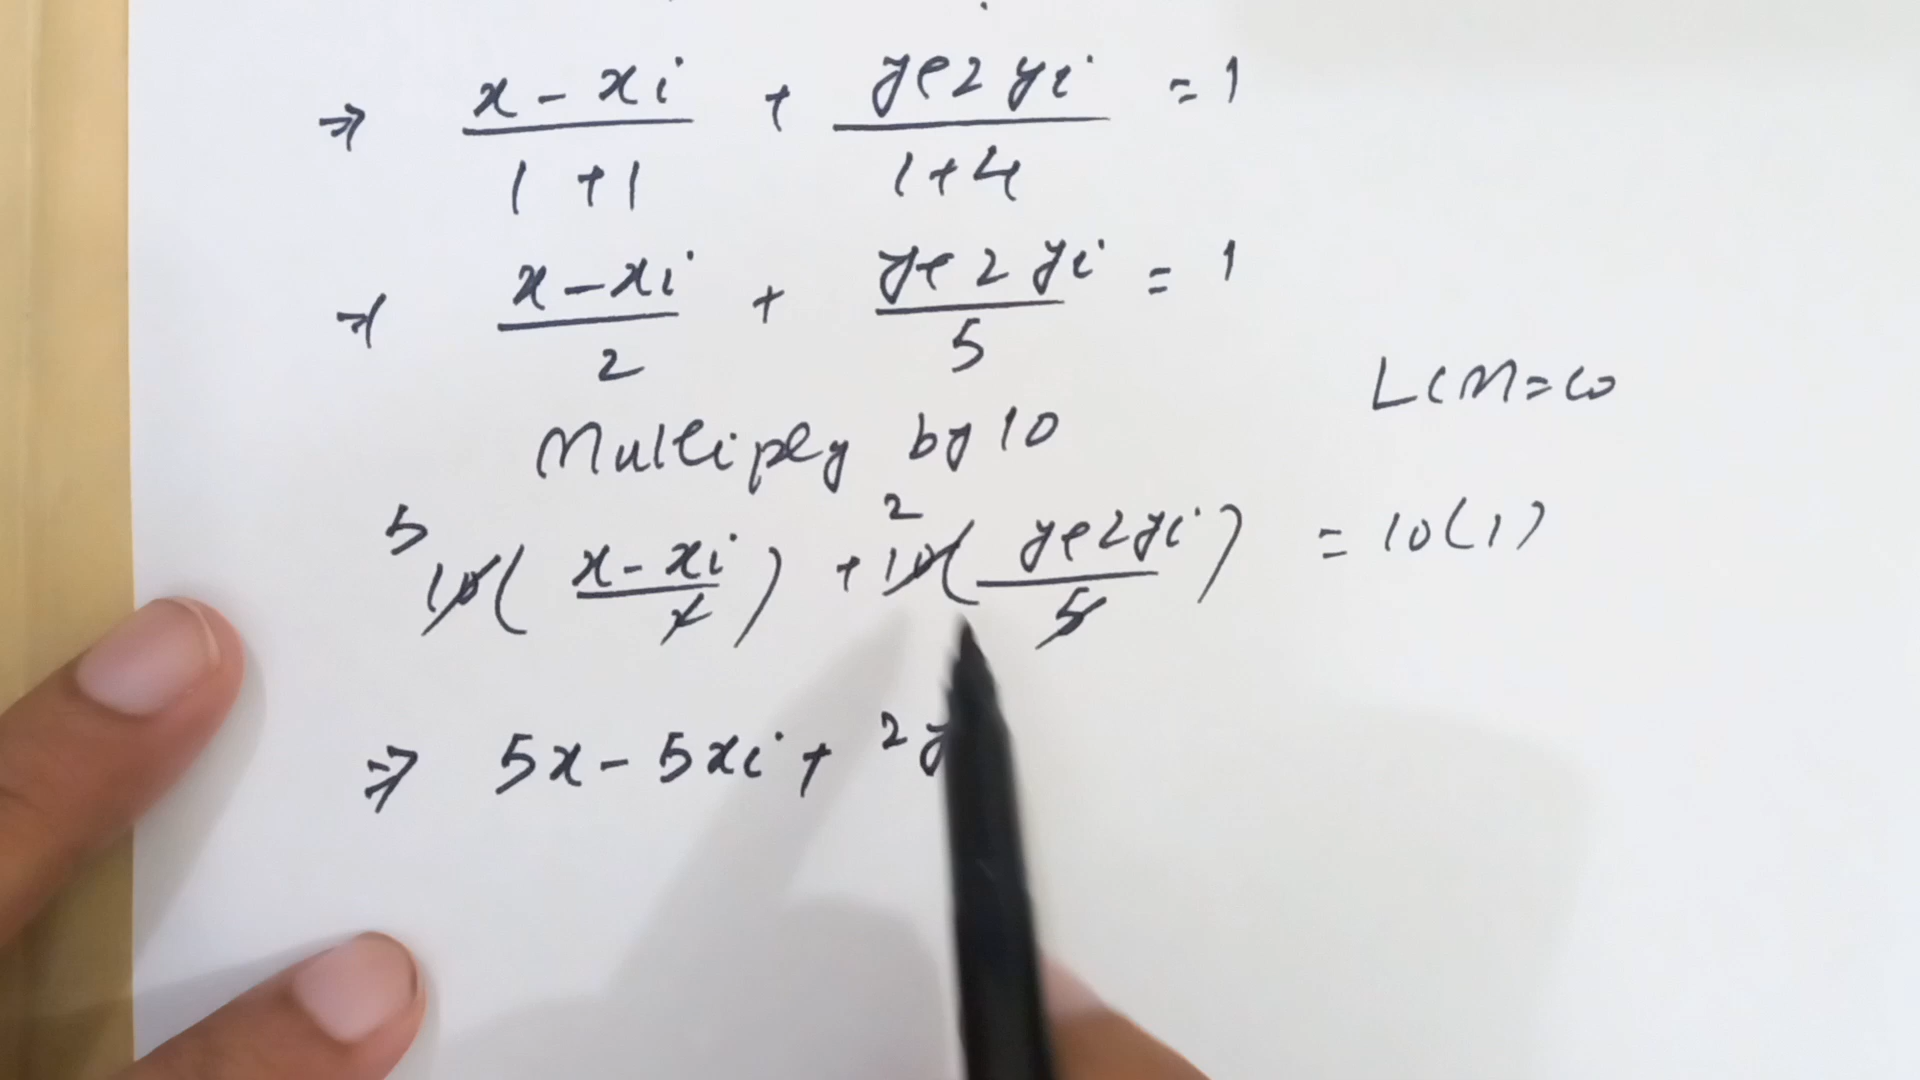 ⇒ x - xi / 1 + 1 + y+2yi / 1+4 = 1
⇒ x - xi / 2 + y+2yi / 5 = 1
LCM=10
Multiply by 10
5 10( x - xi / 2 ) + 2 10( y+2yi / 5 ) = 10(1)
⇒ 5x - 5xi + 2y